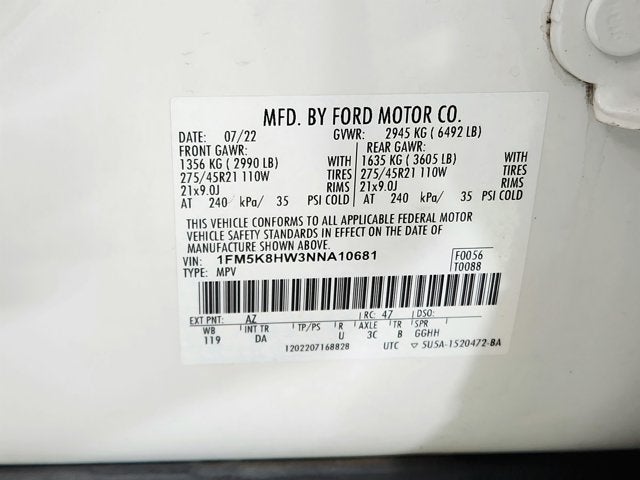 MFD. BY FORD MOTOR CO.
DATE: 07/22 GVWR: 2945 KG ( 6492 LB)
FRONT GAWR: REAR GAWR:
1356 KG ( 2990 LB) WITH 1635 KG ( 3605 LB) WITH
275/45R21 110W TIRES 275/45R21 110W TIRES
21x9.0J RIMS 21x9.0J RIMS
AT 240 kPa/ 35 PSI COLD AT 240 kPa/ 35 PSI COLD
THIS VEHICLE CONFORMS TO ALL APPLICABLE FEDERAL MOTOR
VEHICLE SAFETY STANDARDS IN EFFECT ON THE DATE OF
MANUFACTURE SHOWN ABOVE.
VIN: 1FM5K8HW3NNA10681 F0056
TYPE: MPV T0088
EXT PNT: AZ RC: 47 DSO:
WB INT TR TP/PS R AXLE TR SPR
119 DA U 3C B GGHH
1202207168828 UTC ▽ 5U5A-1520472-BA